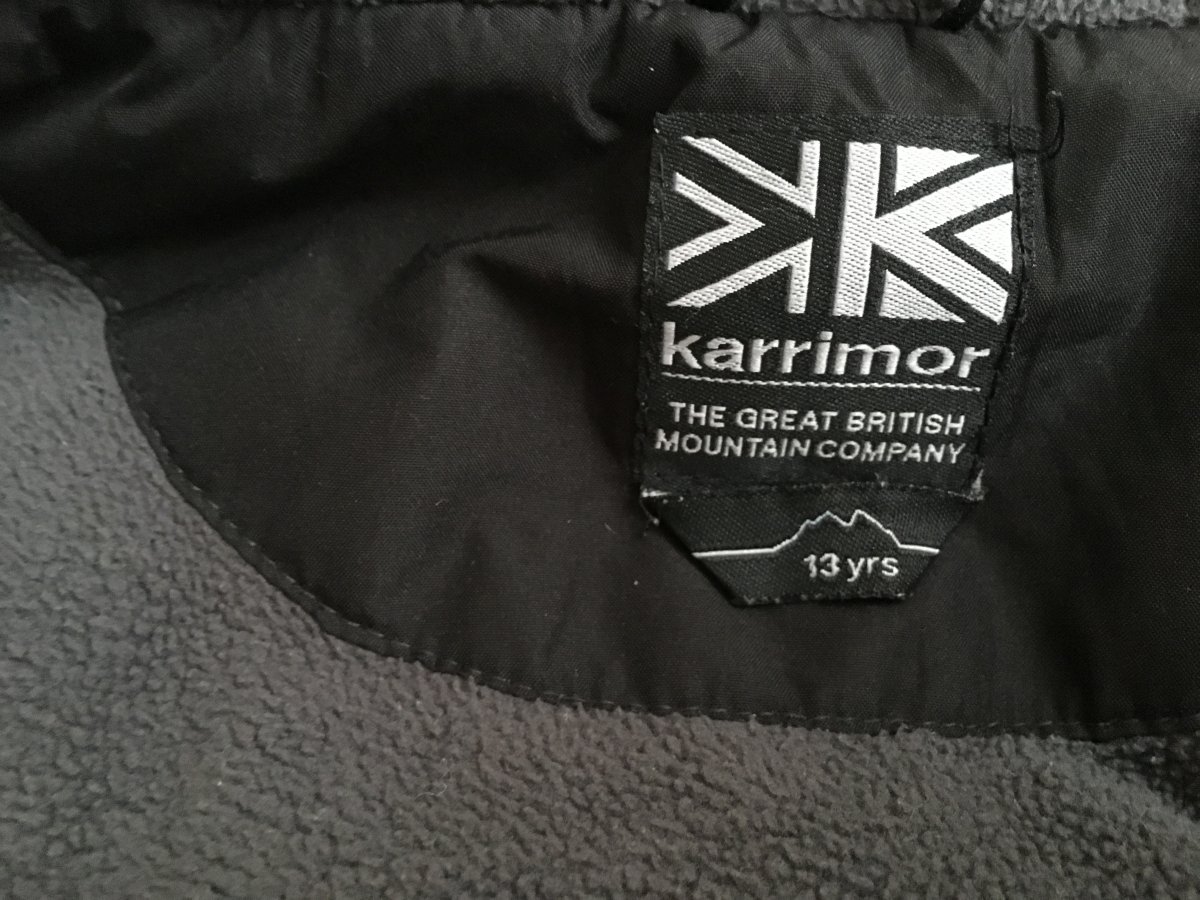 karrimor
THE GREAT BRITISH
MOUNTAIN COMPANY
13 yrs